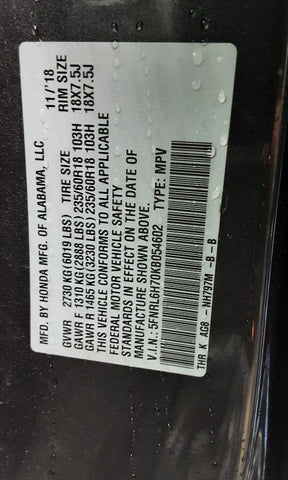 MFD. BY HONDA MFG. OF ALABAMA, LLC 11/'18
TIRE SIZE RIM SIZE
GVWR 2730 KG(6019 LBS)
GAWR F 1310 KG(2888 LBS) 235/60R18 103H 18X7.5J
GAWR R 1465 KG(3230 LBS) 235/60R18 103H 18X7.5J
THIS VEHICLE CONFORMS TO ALL APPLICABLE
FEDERAL MOTOR VEHICLE SAFETY
STANDARDS IN EFFECT ON THE DATE OF
MANUFACTURE SHOWN ABOVE.
V.I.N.: 5FNRL6H70KB054602 TYPE: MPV
THR K AGB - NH797M -B - B